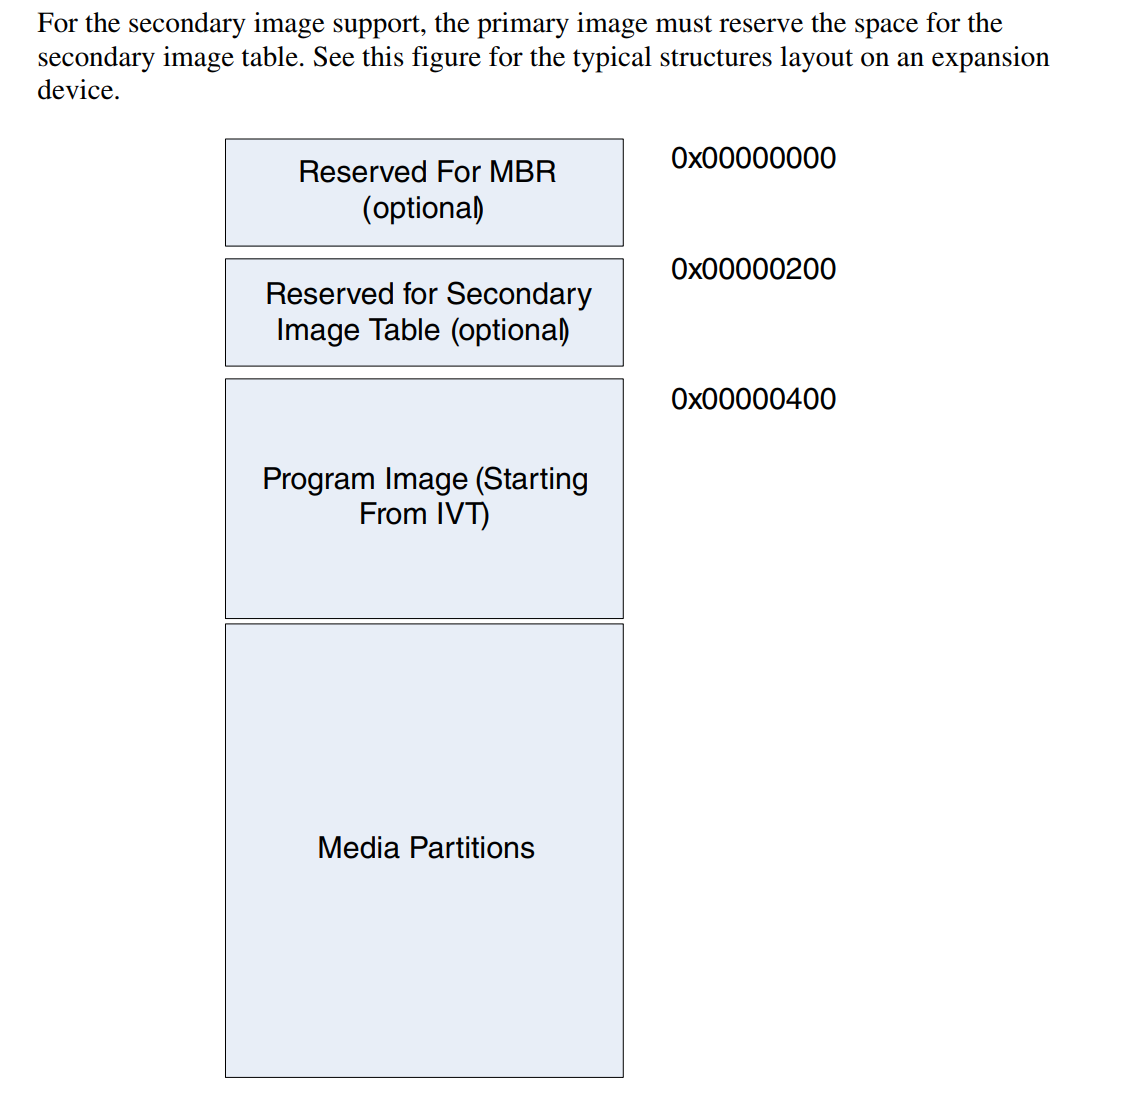 For the secondary image support, the primary image must reserve the space for the
secondary image table. See this figure for the typical structures layout on an expansion
device.
Reserved For MBR
(optional)
0x00000000
Reserved for Secondary
Image Table (optional)
0x00000200
Program Image (Starting
From IVT)
0x00000400
Media Partitions